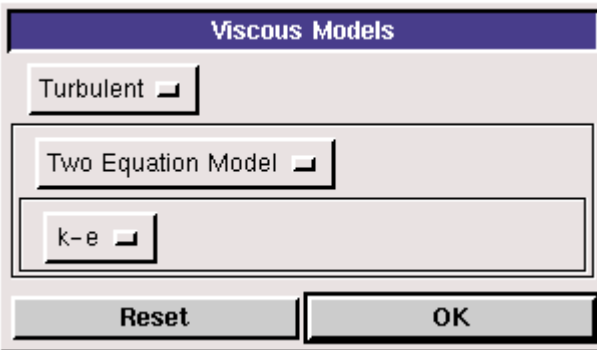 Viscous Models
Turbulent
Two Equation Model
k-e
Reset OK